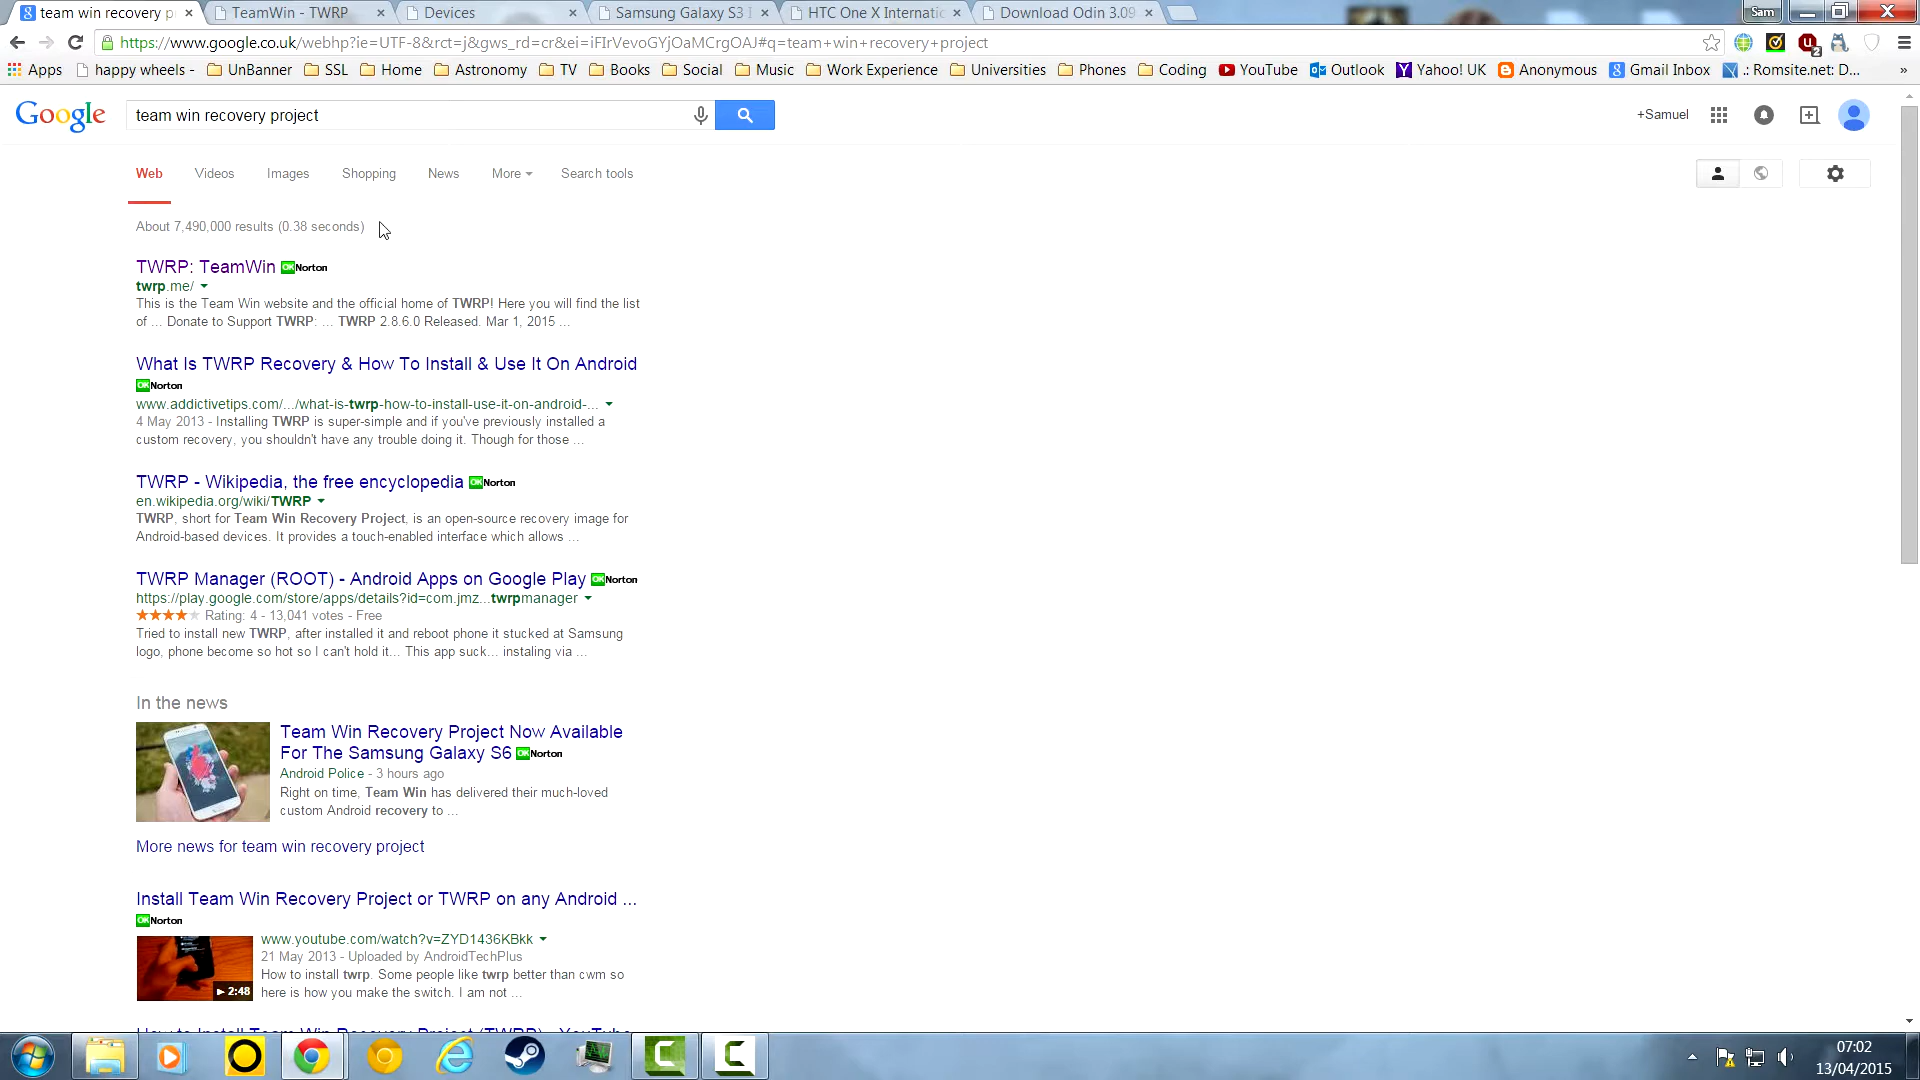 team win recovery p
TeamWin - TWRP
Devices
Samsung Galaxy S3 I
HTC One X Internatio
Download Odin 3.09
Sam
https://www.google.co.uk/webhp?ie=UTF-8&rct=j&gws_rd=cr&ei=iFIrVevoGYjOaMCrgOAJ#q=team+win+recovery+project
2
Apps
happy wheels -
UnBanner
SSL
Home
Astronomy
TV
Books
Social
Music
Work Experience
Universities
Phones
Coding
YouTube
Outlook
Yahoo! UK
Anonymous
Gmail Inbox
.: Romsite.net: D...
»
Google
team win recovery project
+Samuel
Web
Videos
Images
Shopping
News
More
Search tools
About 7,490,000 results (0.38 seconds)
TWRP: TeamWin OK Norton
twrp.me/
This is the Team Win website and the official home of TWRP! Here you will find the list
of ... Donate to Support TWRP: ... TWRP 2.8.6.0 Released. Mar 1, 2015 ...
What Is TWRP Recovery & How To Install & Use It On Android
OK Norton
www.addictivetips.com/.../what-is-twrp-how-to-install-use-it-on-android-...
4 May 2013 - Installing TWRP is super-simple and if you've previously installed a
custom recovery, you shouldn't have any trouble doing it. Though for those ...
TWRP - Wikipedia, the free encyclopedia OK Norton
en.wikipedia.org/wiki/TWRP
TWRP, short for Team Win Recovery Project, is an open-source recovery image for
Android-based devices. It provides a touch-enabled interface which allows ...
TWRP Manager (ROOT) - Android Apps on Google Play OK Norton
https://play.google.com/store/apps/details?id=com.jmz...twrpmanager
Rating: 4 - 13,041 votes - Free
Tried to install new TWRP, after installed it and reboot phone it stucked at Samsung
logo, phone become so hot so I can't hold it... This app suck... instaling via ...
In the news
Team Win Recovery Project Now Available
For The Samsung Galaxy S6 OK Norton
Android Police - 3 hours ago
Right on time, Team Win has delivered their much-loved
custom Android recovery to ...
More news for team win recovery project
Install Team Win Recovery Project or TWRP on any Android ...
OK Norton
www.youtube.com/watch?v=ZYD1436KBkk
21 May 2013 - Uploaded by AndroidTechPlus
How to install twrp. Some people like twrp better than cwm so
here is how you make the switch. I am not ...
2:48
How to Install Team Win Recovery Project (TWRP) - YouTube
07:02
13/04/2015